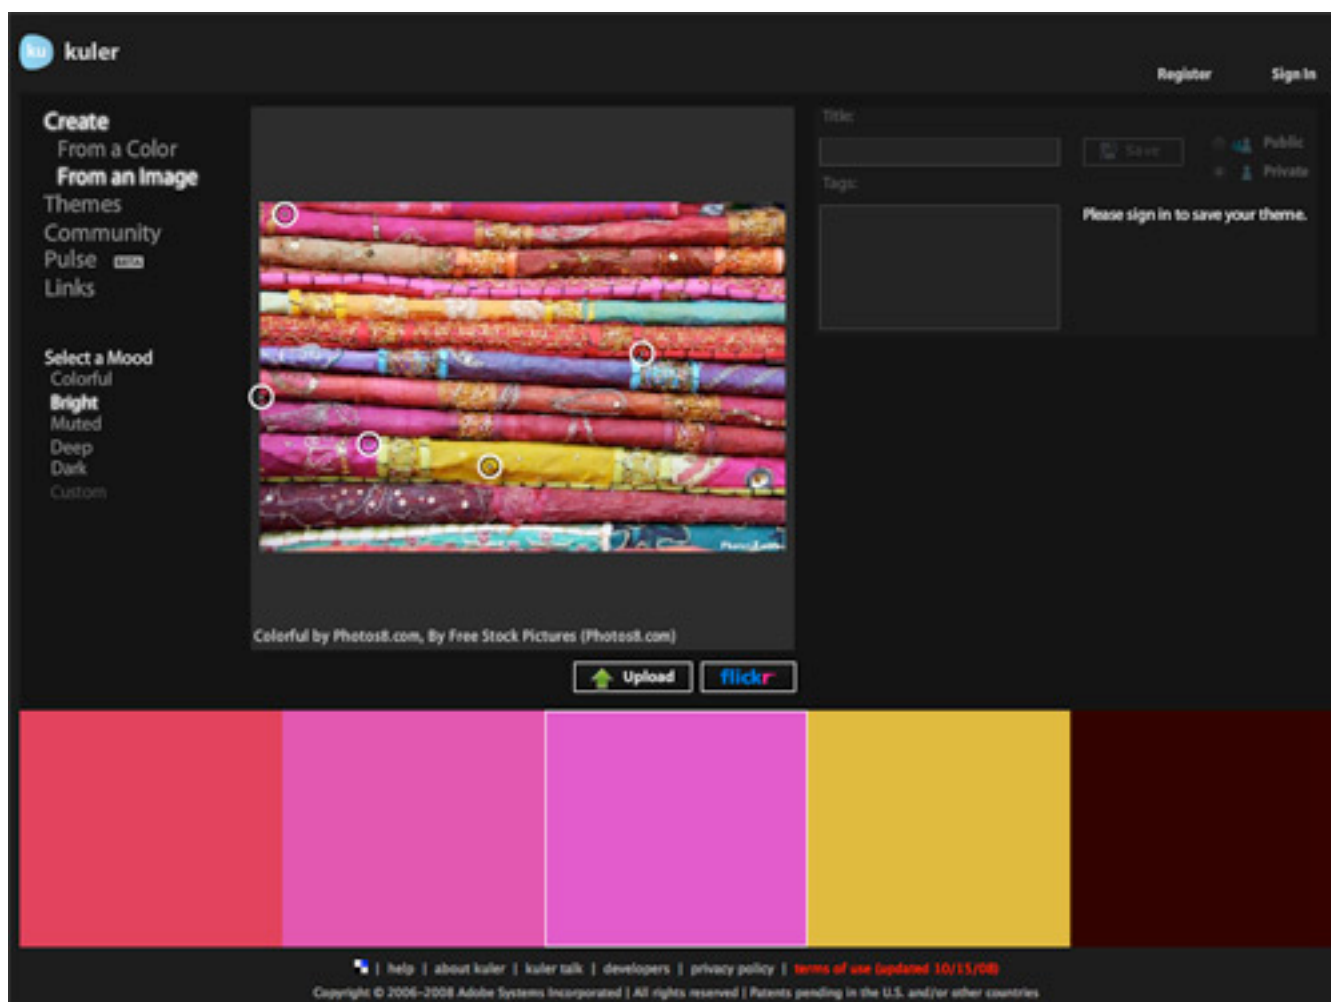 ku kuler
Register Sign In
Create
From a Color
From an Image
Themes
Community
Pulse BETA
Links
Select a Mood
Colorful
Bright
Muted
Deep
Dark
Custom
Title:
Save
Public
Private
Tags:
Please sign in to save your theme.
Photos8.com
Colorful by Photos8.com, By Free Stock Pictures (Photos8.com)
Upload flickr
| help | about kuler | kuler talk | developers | privacy policy | terms of use (updated 10/15/08)
Copyright © 2006-2008 Adobe Systems Incorporated | All rights reserved | Patents pending in the U.S. and/or other countries